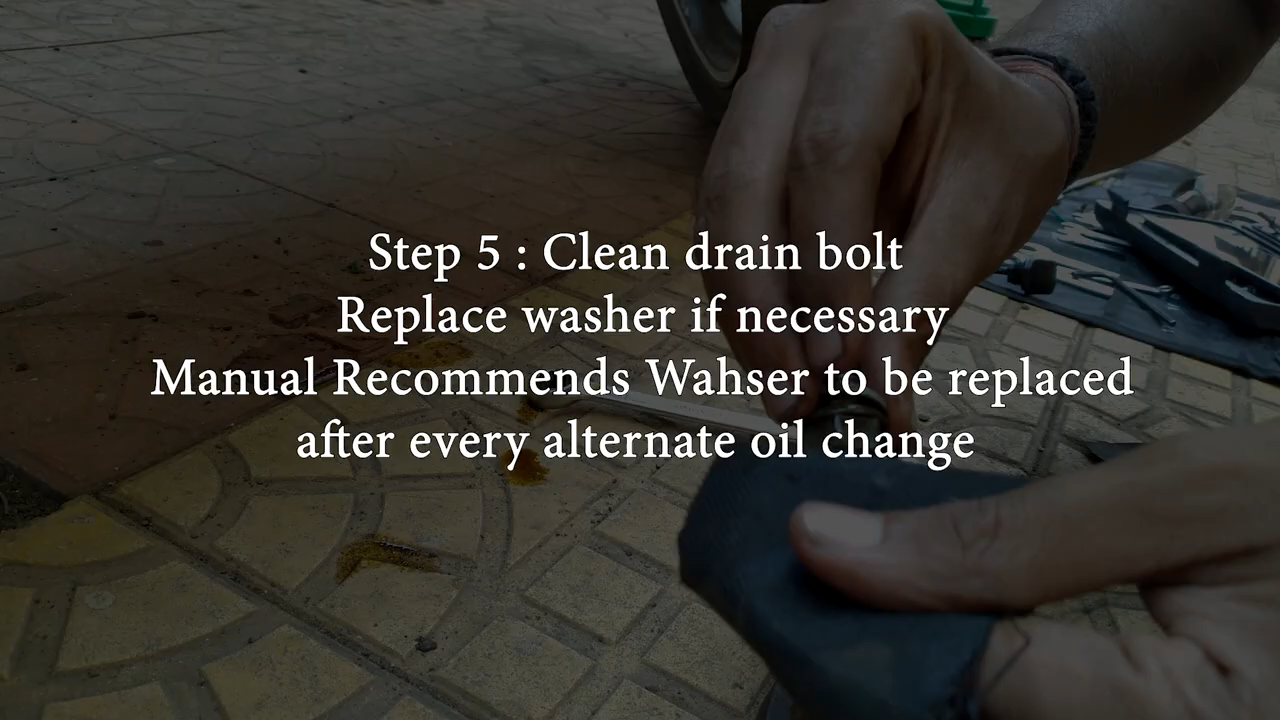 Step 5 : Clean drain bolt
Replace washer if necessary
Manual Recommends Wahser to be replaced
after every alternate oil change